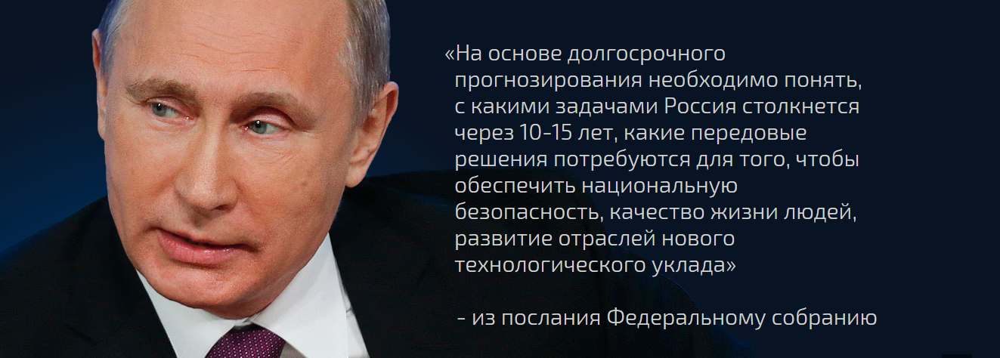 «На основе долгосрочного
прогнозирования необходимо понять,
с какими задачами Россия столкнется
через 10-15 лет, какие передовые
решения потребуются для того, чтобы
обеспечить национальную
безопасность, качество жизни людей,
развитие отраслей нового
технологического уклада»
- из послания Федеральному собранию